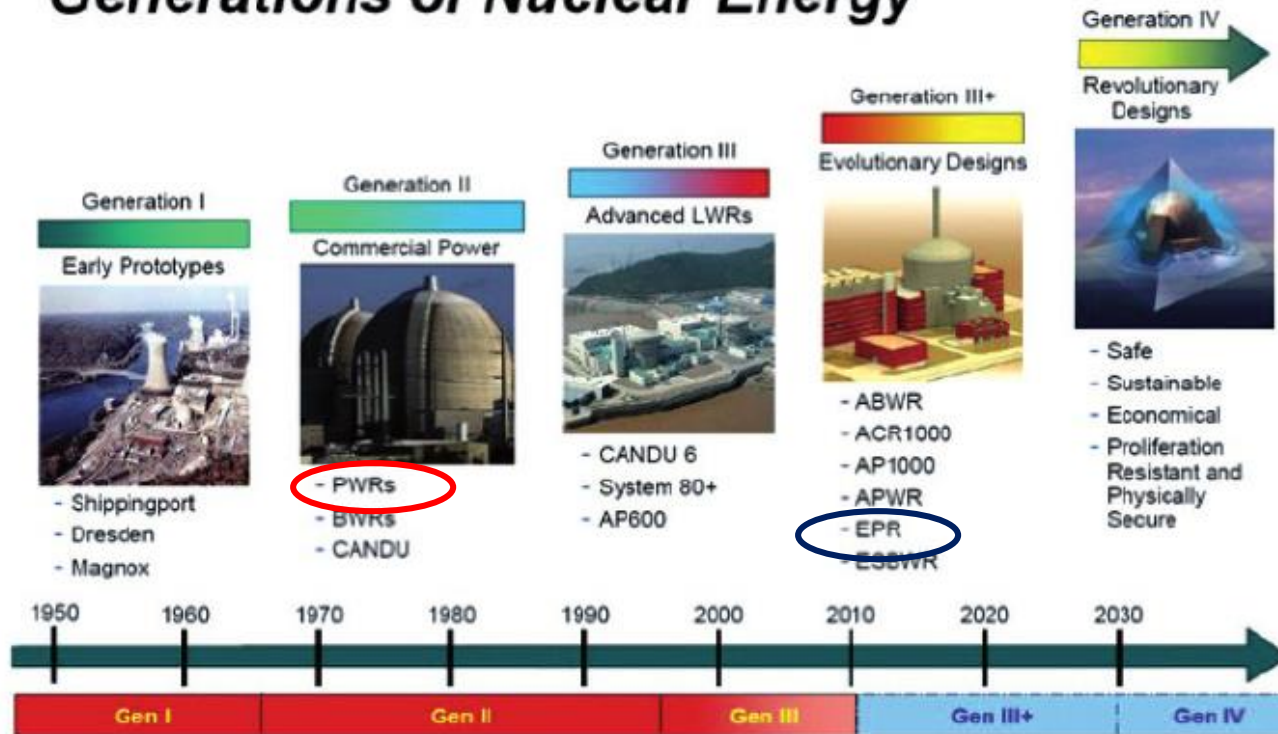 Generations of Nuclear Energy
Generation I
Early Prototypes
- Shippingport
- Dresden
- Magnox
Generation II
Commercial Power
- PWRs
- BWRs
- CANDU
Generation III
Advanced LWRs
- CANDU 6
- System 80+
- AP600
Generation III+
Evolutionary Designs
- ABWR
- ACR1000
- AP1000
- APWR
- EPR
- ESBWR
Generation IV
Revolutionary
Designs
- Safe
- Sustainable
- Economical
- Proliferation
Resistant and
Physically
Secure
1950 1960 1970 1980 1990 2000 2010 2020 2030
Gen I Gen II Gen III Gen III+ Gen IV